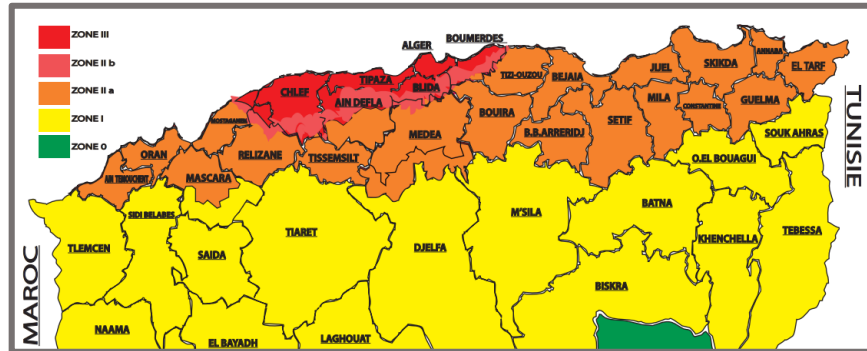 ZONE III
ZONE II b
ZONE II a
ZONE I
ZONE 0
ALGER
BOUMERDES
TIPAZA
CHLEF
BLIDA
AIN DEFLA
TIZI-OUZOU
BEJAIA
JIJEL
SKIKDA
ANNABA
EL TARF
MOSTAGANEM
BOUIRA
MILA
CONSTANTINE
GUELMA
MEDEA
B.B.ARRERIDJ
SETIF
SOUK AHRAS
ORAN
RELIZANE
TISSEMSILT
O.EL BOUAGUI
AIN TEMOUCHENT
MASCARA
SIDI BELABES
M'SILA
BATNA
TLEMCEN
SAIDA
TIARET
DJELFA
KHENCHELLA
TEBESSA
BISKRA
NAAMA
EL BAYADH
LAGHOUAT
MAROC
TUNISIE